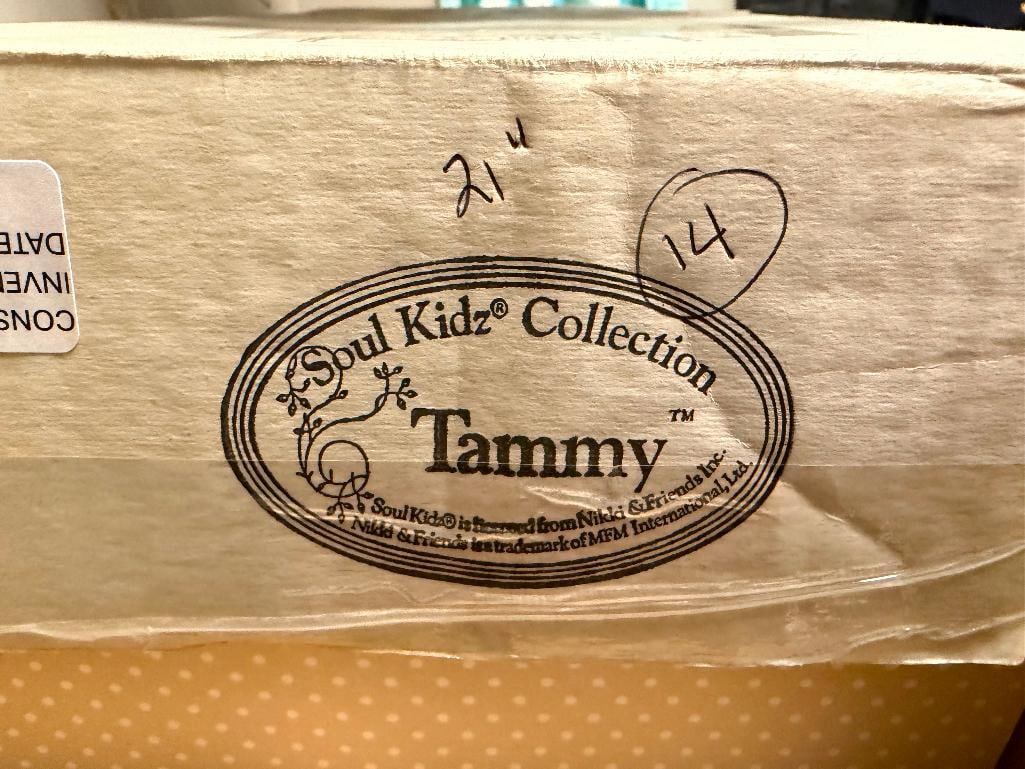 21"
14
Soul Kidz® Collection
Tammy™
Soul Kidz® is licensed from Nikki & Friends Inc.
Nikki & Friends is a trademark of MFM International, Ltd.
CONS
INVE
DATE